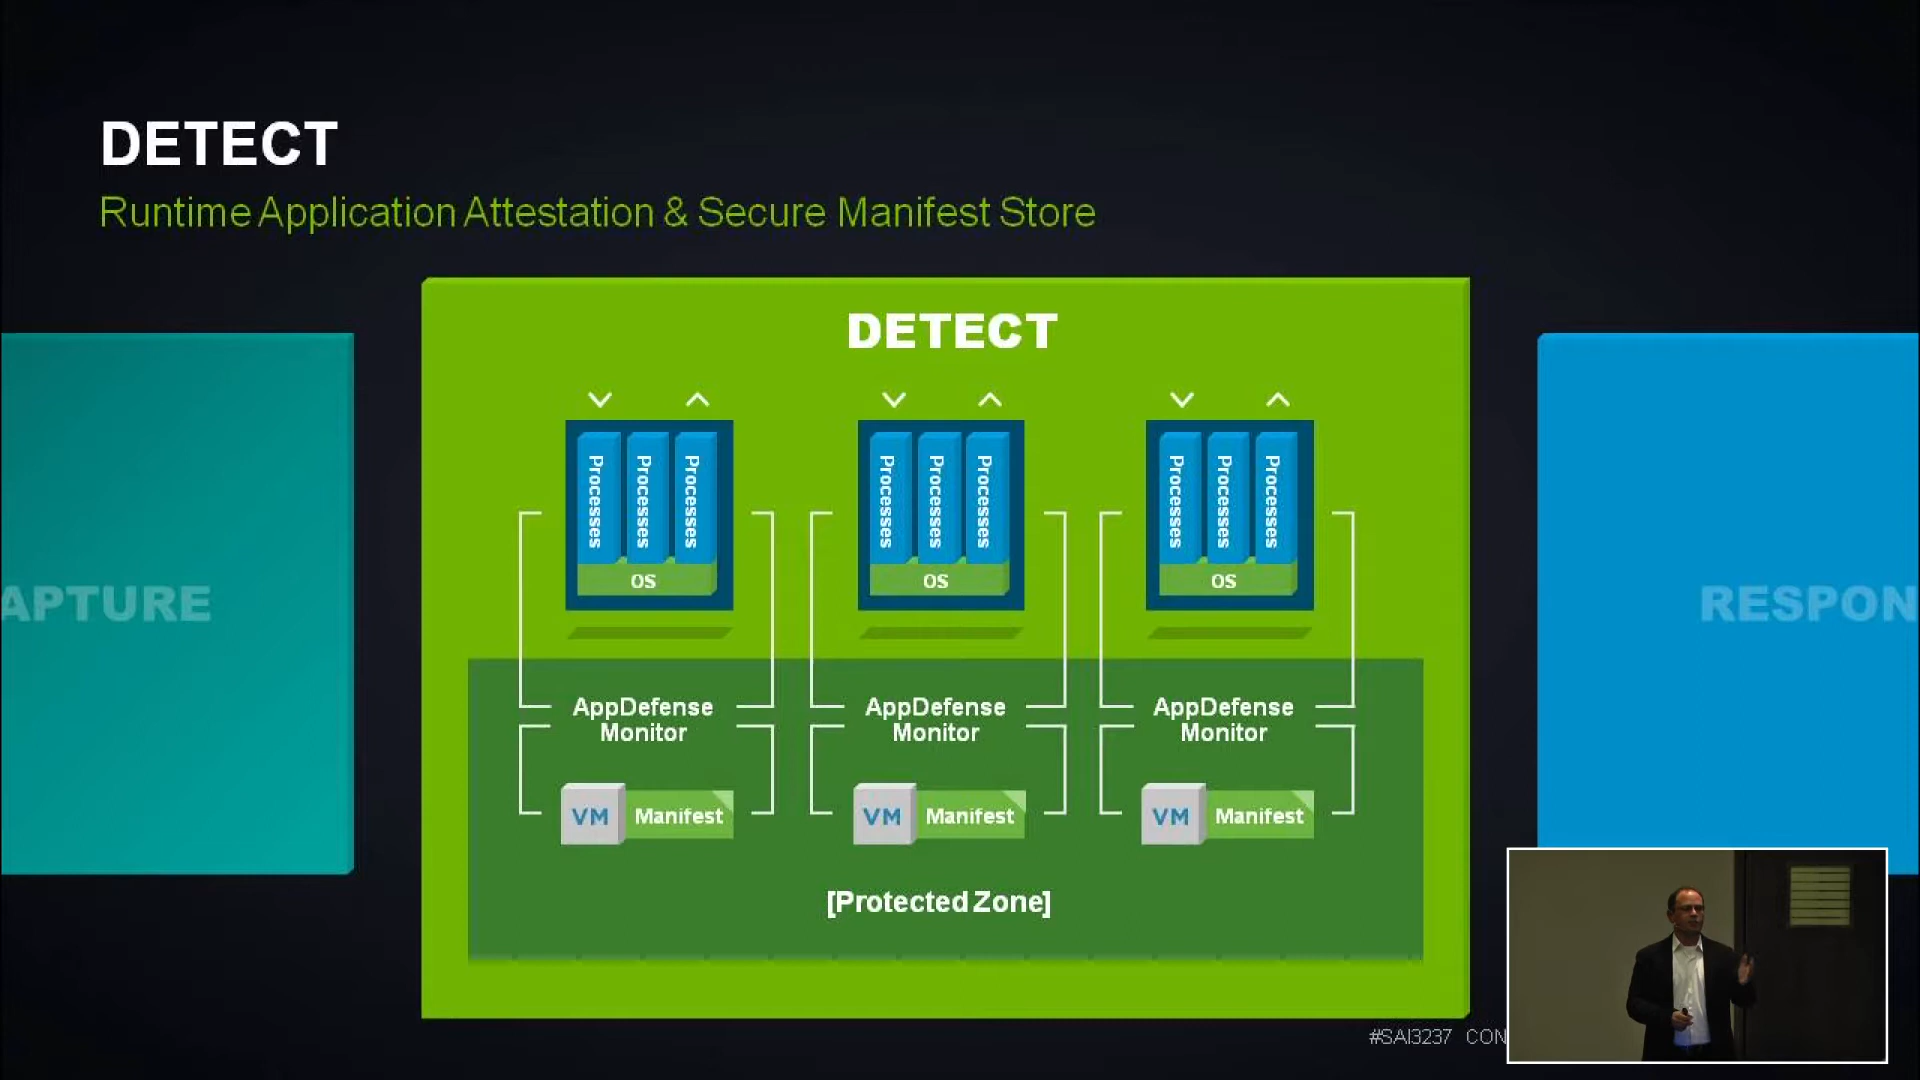 DETECT
Runtime Application Attestation & Secure Manifest Store
DETECT
Processes Processes Processes
OS
Processes Processes Processes
OS
Processes Processes Processes
OS
APTURE
RESPON
AppDefense
Monitor
AppDefense
Monitor
AppDefense
Monitor
VM Manifest
VM Manifest
VM Manifest
[Protected Zone]
#SAI3237 CON